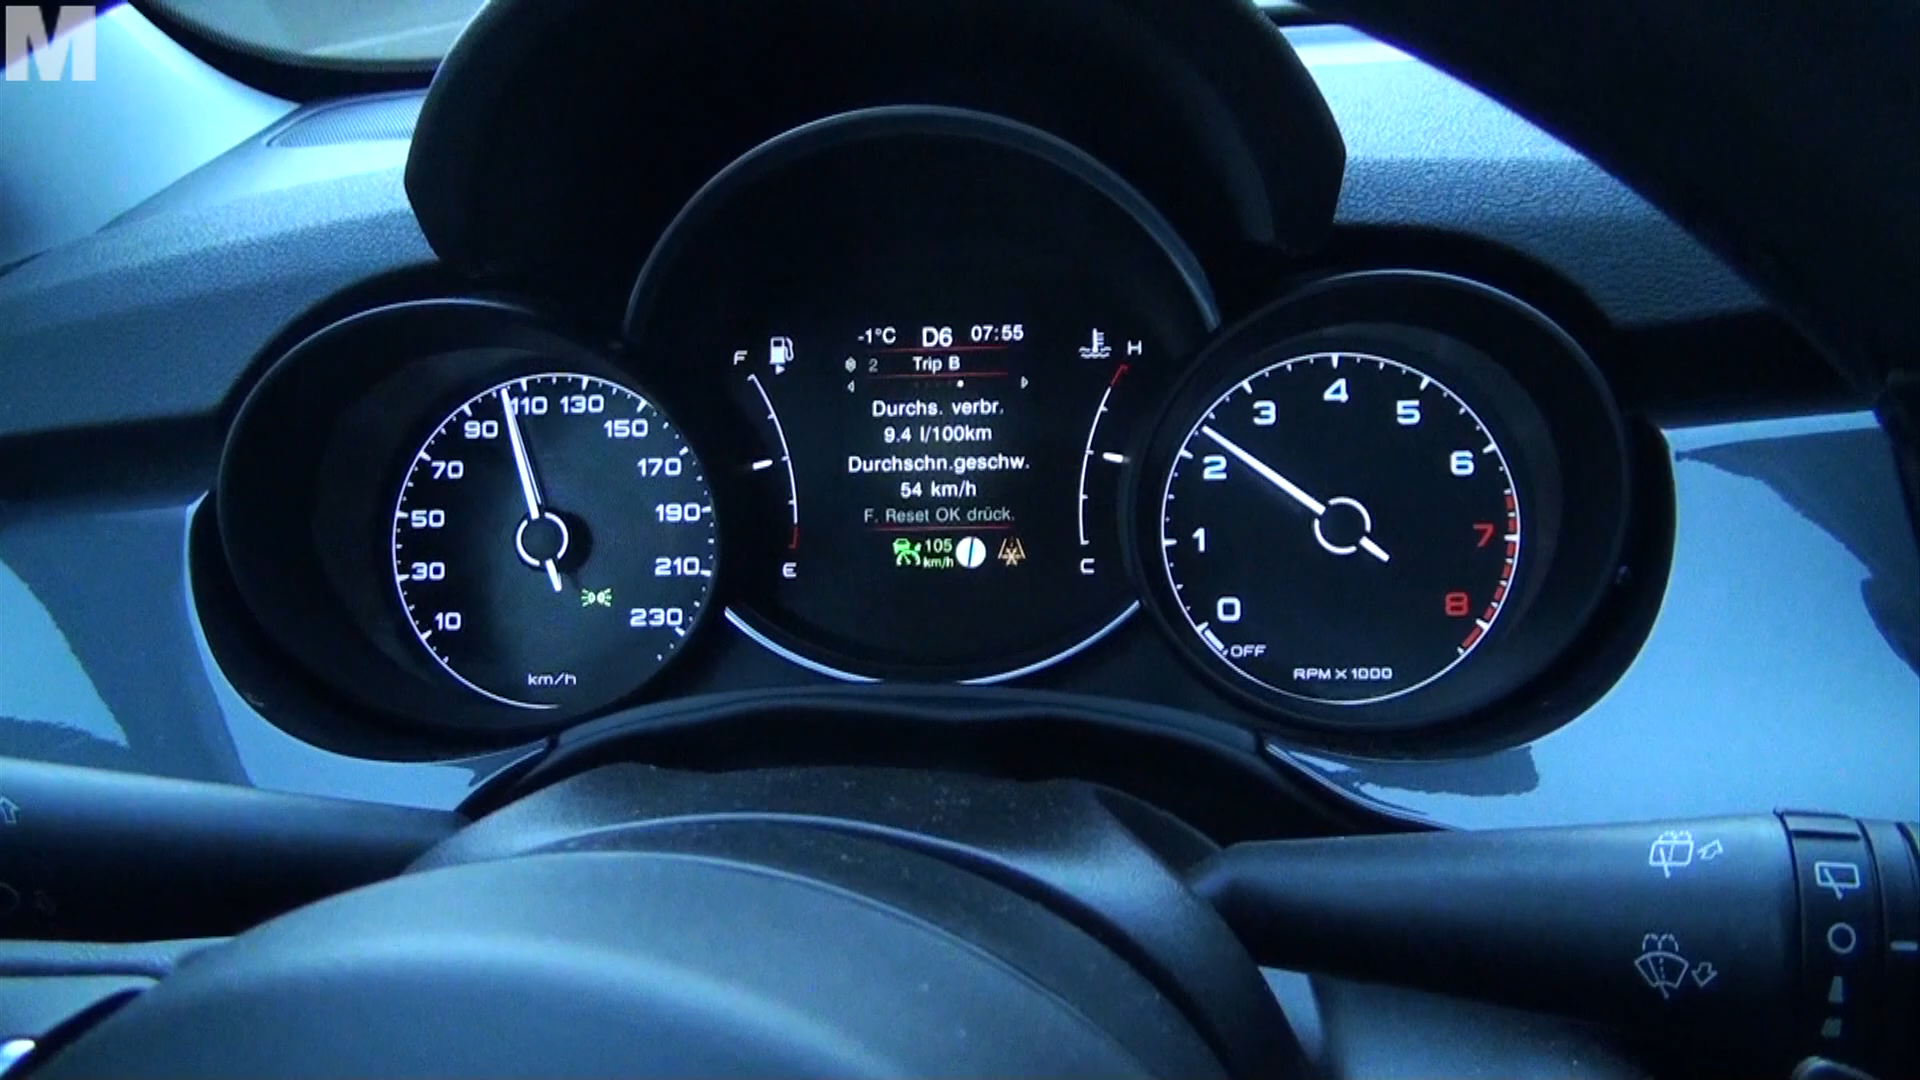 M
-1°C D6 07:55
2 Trip B
Durchs. verbr.
9.4 l/100km
Durchschn.geschw.
54 km/h
F. Reset OK drück.
105
km/h
F
E
H
C
10
30
50
70
90
110
130
150
170
190
210
230
km/h
0
1
2
3
4
5
6
7
8
OFF
RPM X 1000